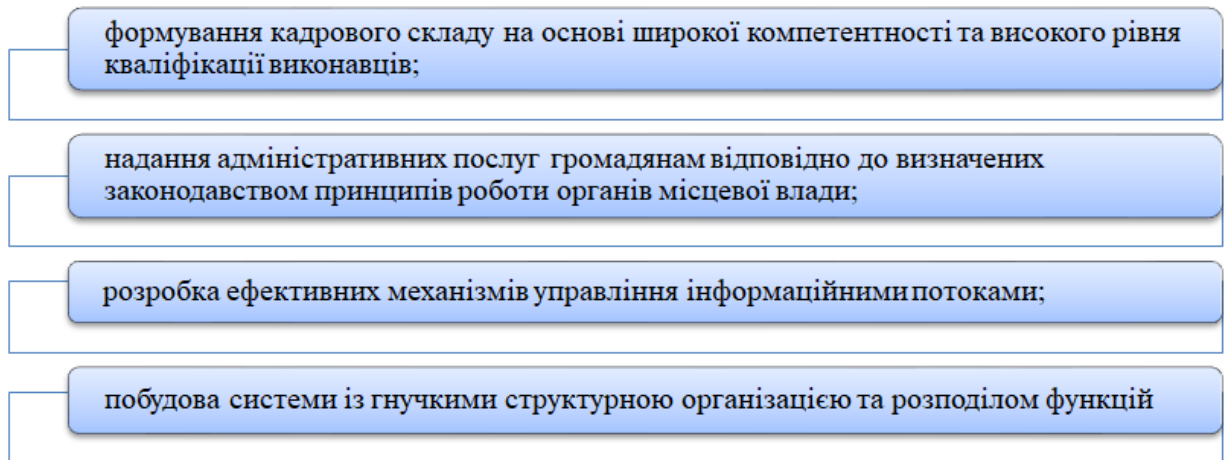 формування кадрового складу на основі широкої компетентності та високого рівня
кваліфікації виконавців;
надання адміністративних послуг громадянам відповідно до визначених
законодавством принципів роботи органів місцевої влади;
розробка ефективних механізмів управління інформаційними потоками;
побудова системи із гнучкими структурною організацією та розподілом функцій